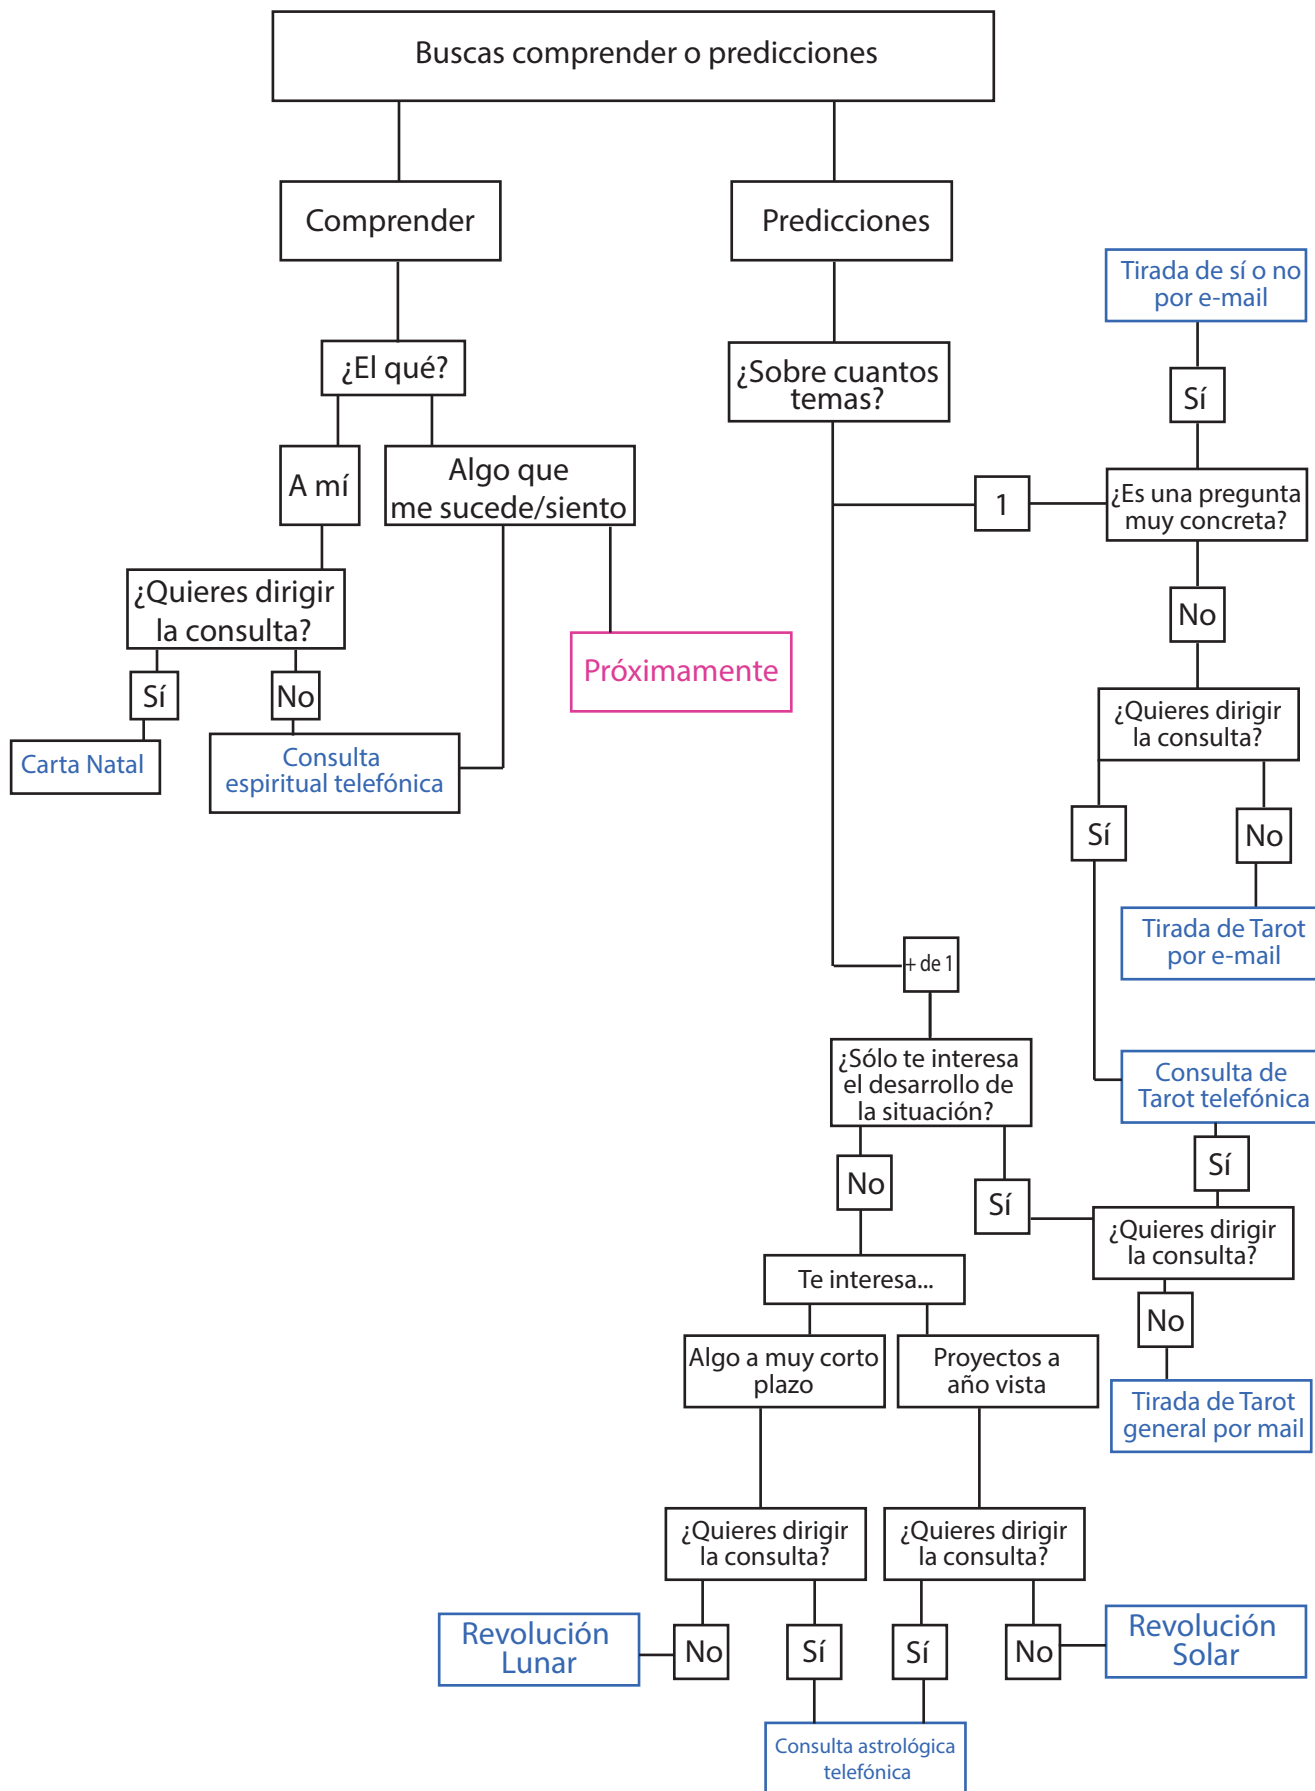 Buscas comprender o predicciones
Comprender
Predicciones
Tirada de sí o no
por e-mail
¿El qué?
¿Sobre cuantos
temas?
Sí
A mí
Algo que
me sucede/siento
1
¿Es una pregunta
muy concreta?
¿Quieres dirigir
la consulta?
No
Próximamente
Sí
No
¿Quieres dirigir
la consulta?
Carta Natal
Consulta
espiritual telefónica
Sí
No
Tirada de Tarot
por e-mail
+ de 1
¿Sólo te interesa
el desarrollo de
la situación?
Consulta de
Tarot telefónica
No
Sí
Sí
¿Quieres dirigir
la consulta?
Te interesa...
No
Algo a muy corto
plazo
Proyectos a
año vista
Tirada de Tarot
general por mail
¿Quieres dirigir
la consulta?
¿Quieres dirigir
la consulta?
Revolución
Lunar
No
Sí
Sí
No
Revolución
Solar
Consulta astrológica
telefónica